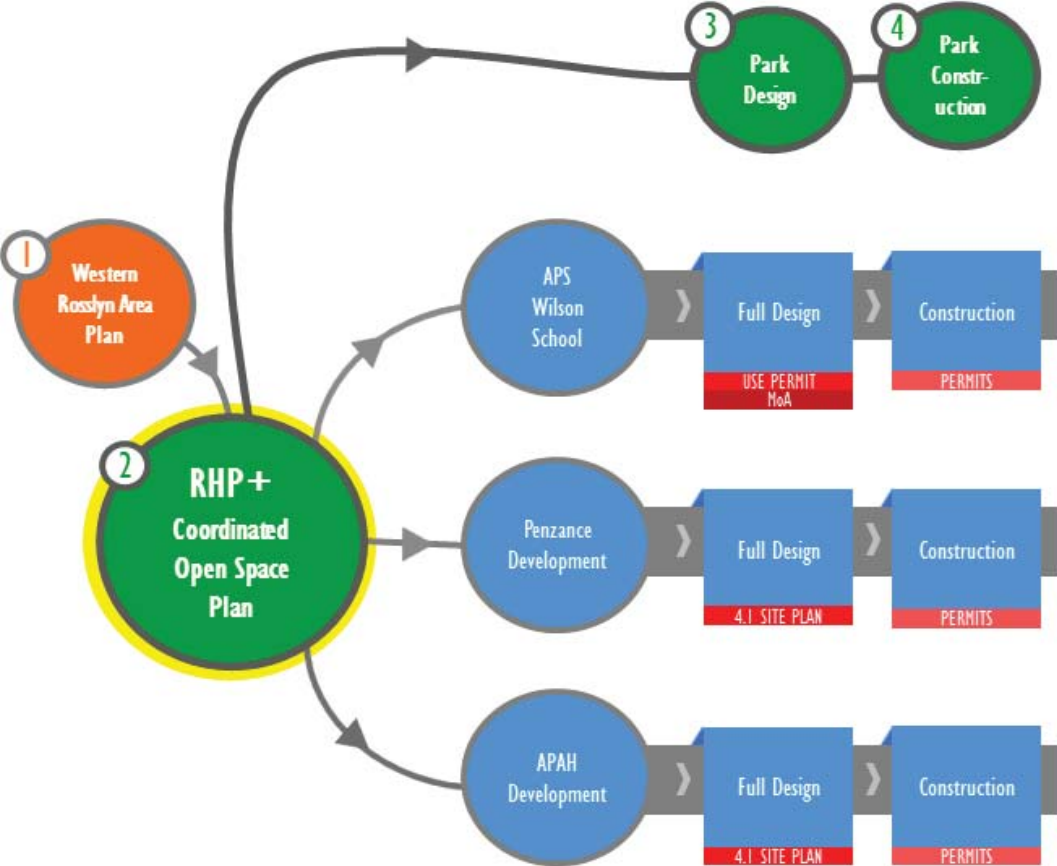 3
Park
Design
4
Park
Constr-
uction
1
Western
Rosslyn Area
Plan
2
RHP+
Coordinated
Open Space
Plan
APS
Wilson
School
Full Design
USE PERMIT
MoA
Construction
PERMITS
Penzance
Development
Full Design
4.1 SITE PLAN
Construction
PERMITS
APAH
Development
Full Design
4.1 SITE PLAN
Construction
PERMITS